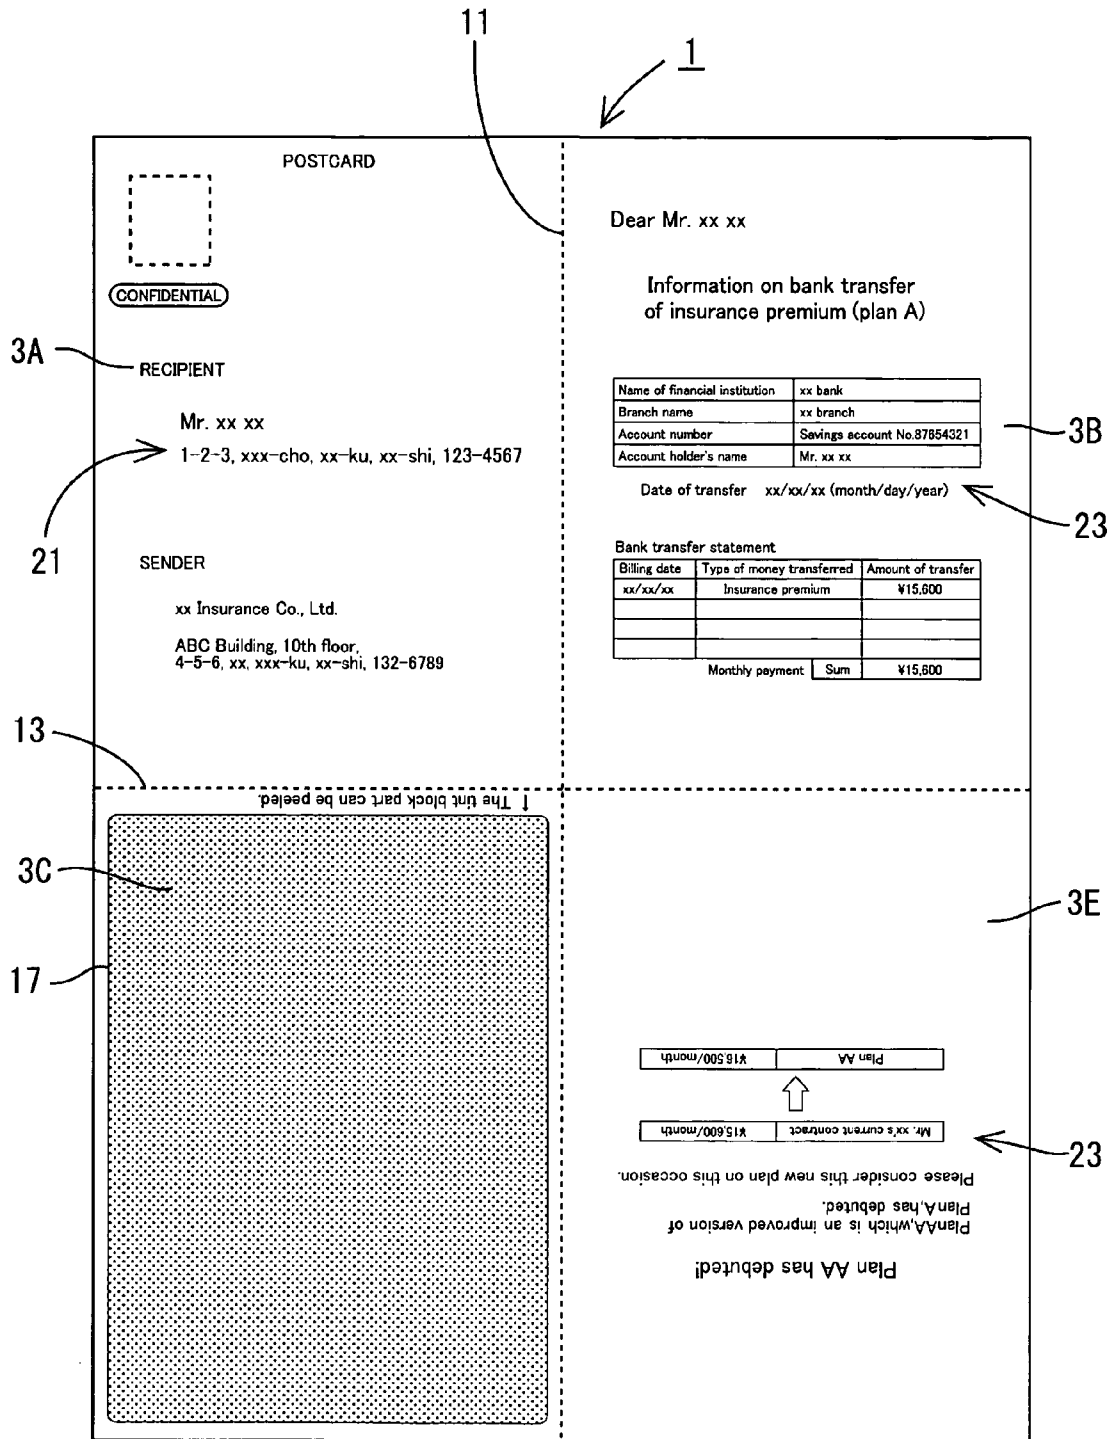 11
1
POSTCARD
CONFIDENTIAL
3A
RECIPIENT
Mr. xx xx
21
1-2-3, xxx-cho, xx-ku, xx-shi, 123-4567
SENDER
xx Insurance Co., Ltd.
ABC Building, 10th floor,
4-5-6, xx, xxx-ku, xx-shi, 132-6789
Dear Mr. xx xx
Information on bank transfer
of insurance premium (plan A)
Name of financial institution xx bank
Branch name xx branch
Account number Savings account No.87654321
Account holder's name Mr. xx xx
3B
Date of transfer xx/xx/xx (month/day/year)
23
Bank transfer statement
Billing date Type of money transferred Amount of transfer
xx/xx/xx Insurance premium ¥15,600
Monthly payment Sum ¥15,600
13
↑ The tint block part can be peeled.
3C
17
3E
Plan AA has debuted!
PlanAA,which is an improved version of
PlanA,has debuted.
Please consider this new plan on this occasion.
23
Mr. xx's current contract ¥15,600/month
Plan AA ¥16,500/month